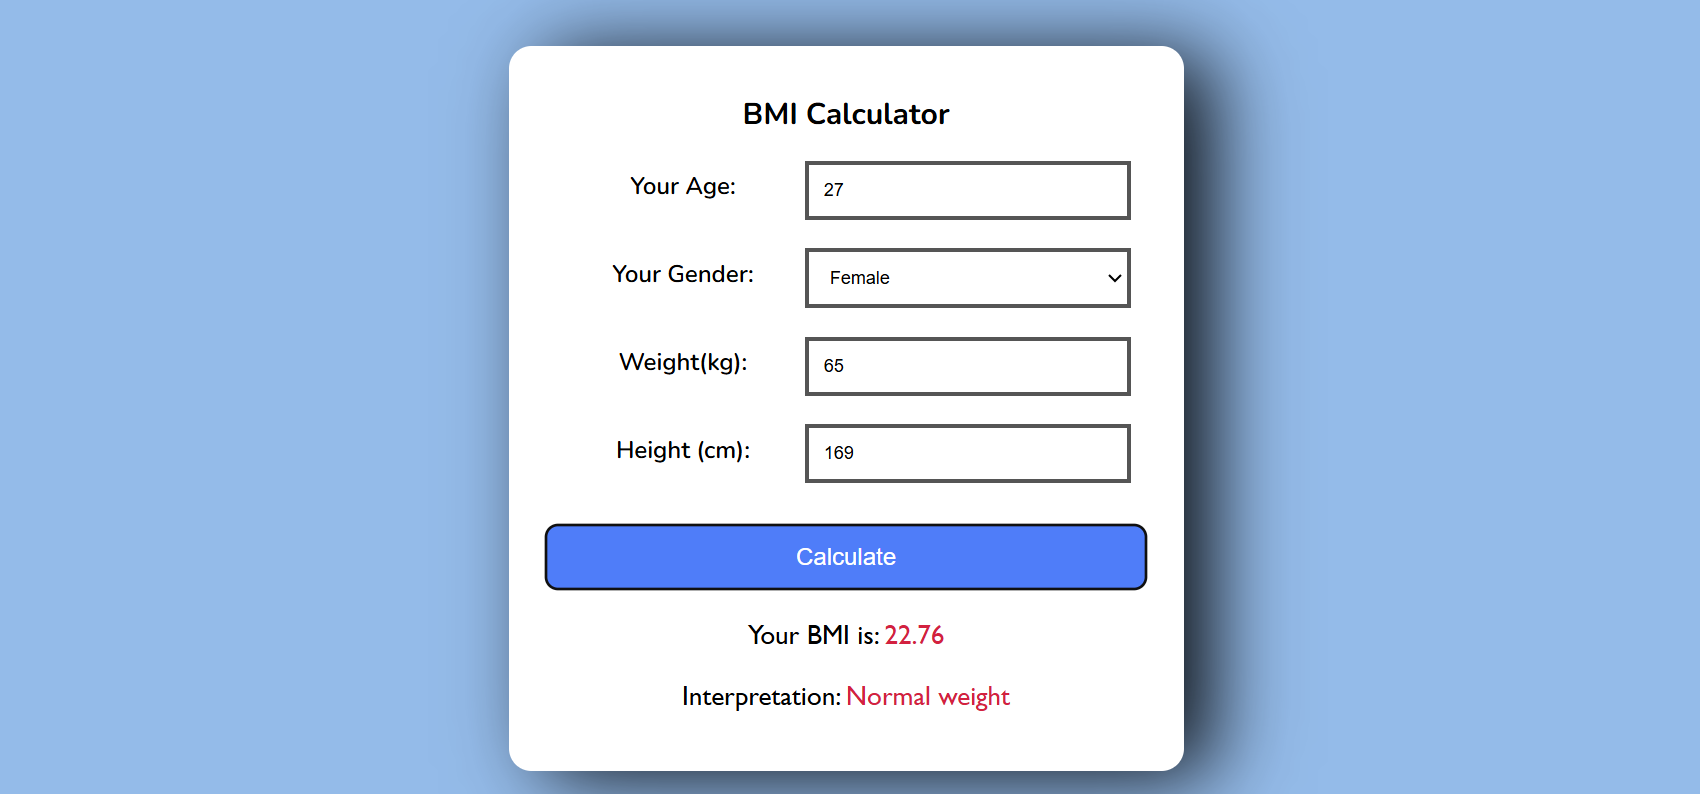 BMI Calculator
Your Age: 27
Your Gender: Female
Weight(kg): 65
Height (cm): 169
Calculate
Your BMI is: 22.76
Interpretation: Normal weight